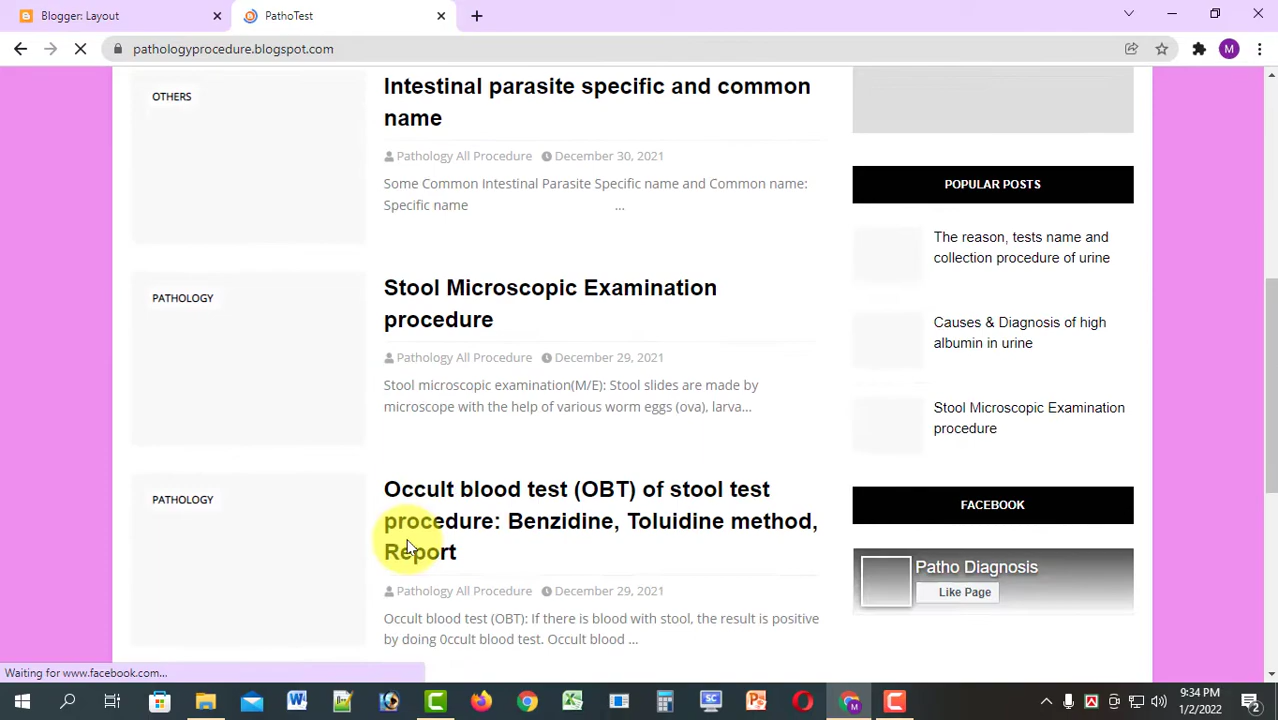 Blogger: Layout
PathoTest
pathologyprocedure.blogspot.com
M
OTHERS
Intestinal parasite specific and common
name
Pathology All Procedure December 30, 2021
Some Common Intestinal Parasite Specific name and Common name:
Specific name ...
PATHOLOGY
Stool Microscopic Examination
procedure
Pathology All Procedure December 29, 2021
Stool microscopic examination(M/E): Stool slides are made by
microscope with the help of various worm eggs (ova), larva...
PATHOLOGY
Occult blood test (OBT) of stool test
procedure: Benzidine, Toluidine method,
Report
Pathology All Procedure December 29, 2021
Occult blood test (OBT): If there is blood with stool, the result is positive
by doing 0ccult blood test. Occult blood ...
POPULAR POSTS
The reason, tests name and
collection procedure of urine
Causes & Diagnosis of high
albumin in urine
Stool Microscopic Examination
procedure
FACEBOOK
Patho Diagnosis
Like Page
Waiting for www.facebook.com...
9:34 PM
1/2/2022
2